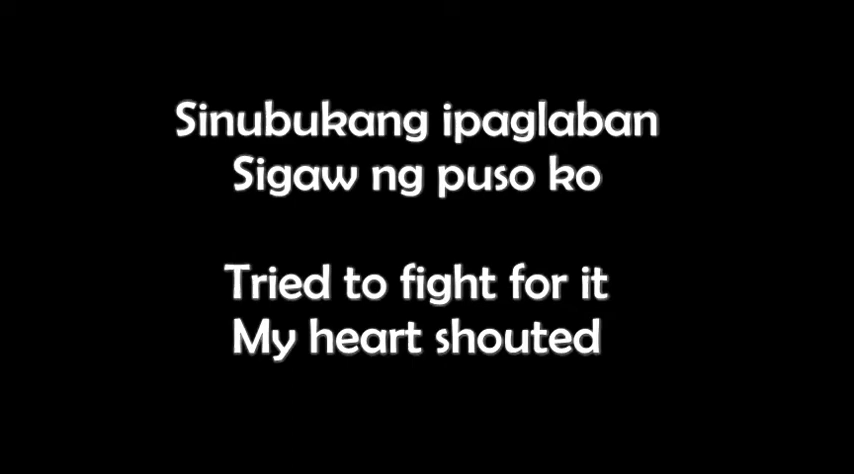 Sinubukang ipaglaban
Sigaw ng puso ko
Tried to fight for it
My heart shouted